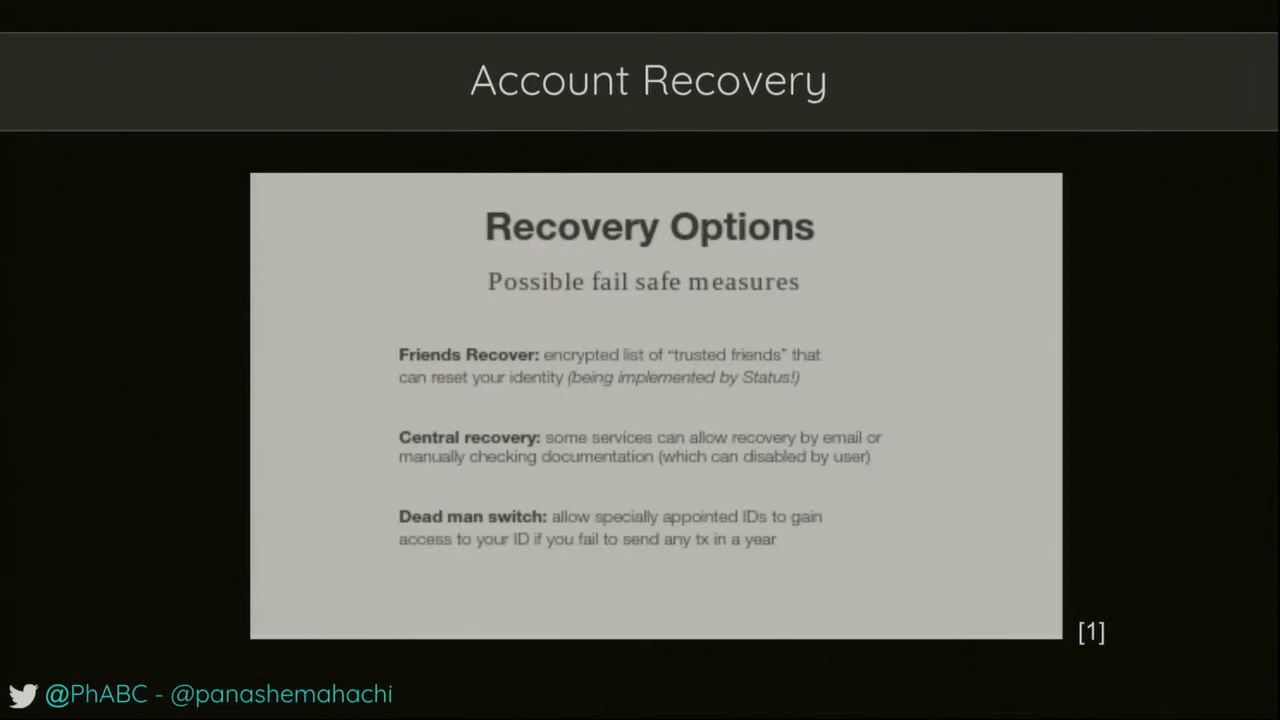 Account Recovery
Recovery Options
Possible fail safe measures
Friends Recover: encrypted list of “trusted friends” that
can reset your identity (being implemented by Status!)
Central recovery: some services can allow recovery by email or
manually checking documentation (which can disabled by user)
Dead man switch: allow specially appointed IDs to gain
access to your ID if you fail to send any tx in a year
[1]
@PhABC - @panashemahachi